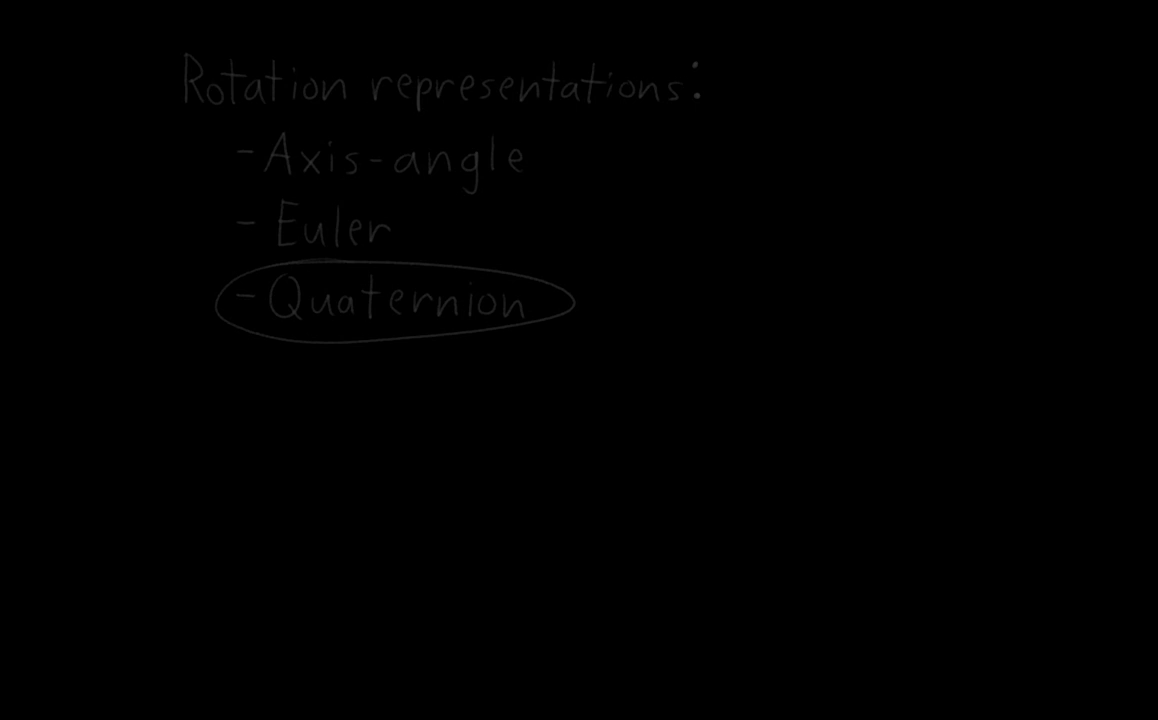 Rotation representations:
- Axis-angle
- Euler
- Quaternion